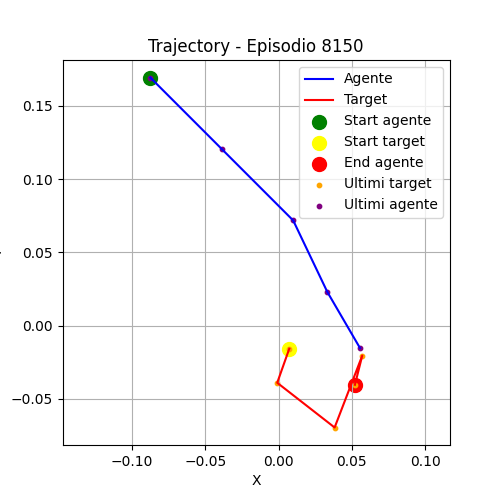 Trajectory - Episodio 8150
Agente
Target
Start agente
Start target
End agente
Ultimi target
Ultimi agente
0.15
0.10
0.05
0.00
−0.05
−0.10
−0.05
0.00
0.05
0.10
X